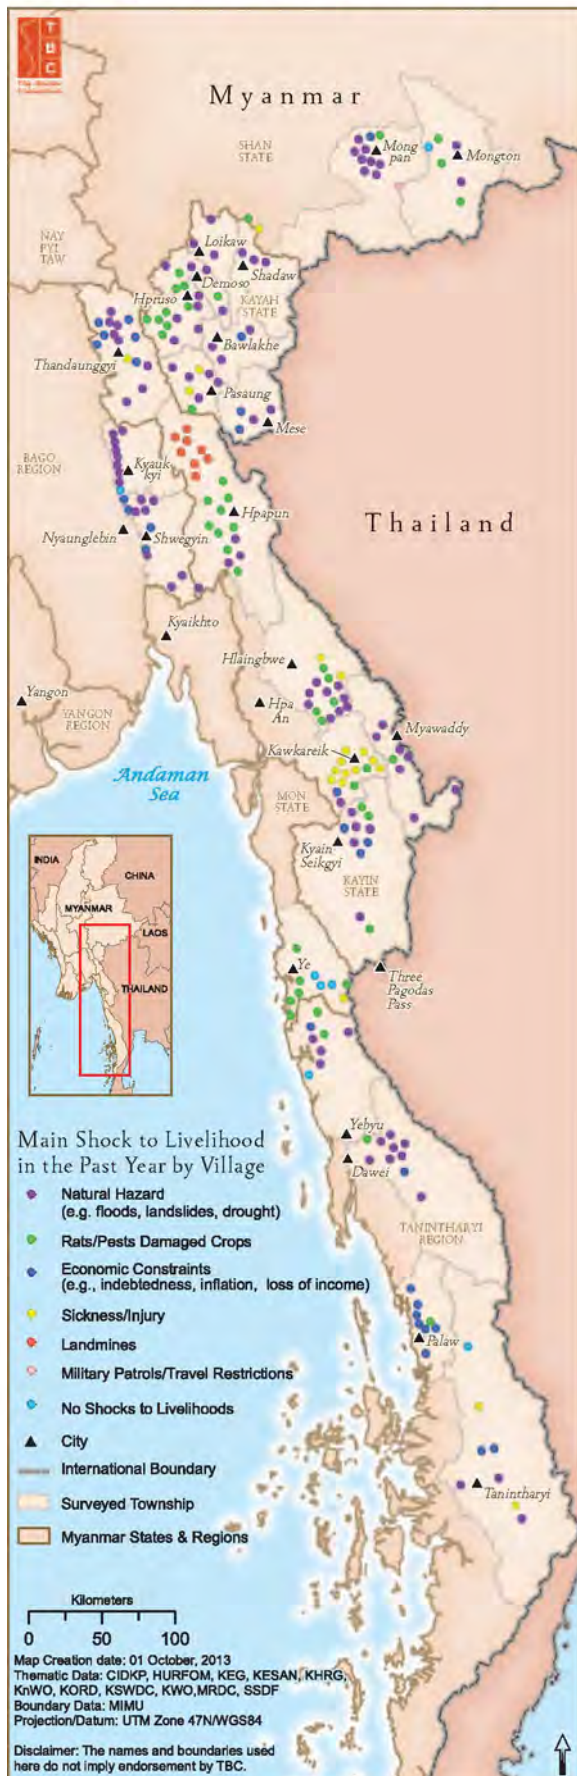 T
B
C
Myanmar
SHAN
STATE
Mong
pan
Mongton
NAY
PYI
TAW
Loikaw
Shadaw
Demoso
Hpruso
KAYAH
STATE
Bawlakhe
Thandaunggyi
Pasaung
Mese
BAGO
REGION
Kyauk-
kyi
Hpapun
Thailand
Nyaunglebin
Shwegyin
Kyaikhto
Hlaingbwe
Yangon
YANGON
REGION
Hpa
An
Myawaddy
Kawkareik
Andaman
Sea
MON
STATE
Kyain-
Seikgyi
KAYIN
STATE
INDIA
CHINA
MYANMAR
LAOS
THAILAND
Ye
Three
Pagodas
Pass
Main Shock to Livelihood
in the Past Year by Village
Yebyu
Dawei
TANINTHARYI
REGION
Natural Hazard
(e.g. floods, landslides, drought)
Rats/Pests Damaged Crops
Economic Constraints
(e.g., indebtedness, inflation, loss of income)
Sickness/Injury
Landmines
Palaw
Military Patrols/Travel Restrictions
No Shocks to Livelihoods
City
International Boundary
Tanintharyi
Surveyed Township
Myanmar States & Regions
Kilometers
0 50 100
Map Creation date: 01 October, 2013
Thematic Data: CIDKP, HURFOM, KEG, KESAN, KHRG,
KnWO, KORD, KSWDC, KWO,MRDC, SSDF
Boundary Data: MIMU
Projection/Datum: UTM Zone 47N/WGS84
Disclaimer: The names and boundaries used
here do not imply endorsement by TBC.